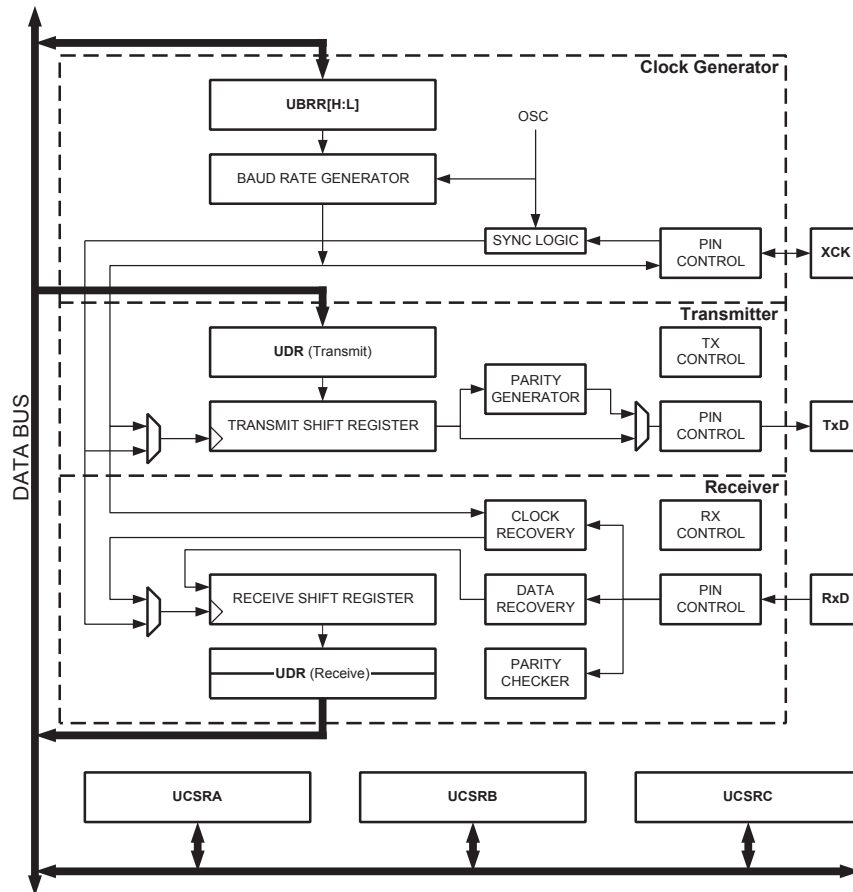 Clock Generator
UBRR[H:L]
OSC
BAUD RATE GENERATOR
SYNC LOGIC
PIN
CONTROL
XCK
Transmitter
UDR (Transmit)
TX
CONTROL
PARITY
GENERATOR
TRANSMIT SHIFT REGISTER
PIN
CONTROL
TxD
DATA BUS
Receiver
CLOCK
RECOVERY
RX
CONTROL
RECEIVE SHIFT REGISTER
DATA
RECOVERY
PIN
CONTROL
RxD
UDR (Receive)
PARITY
CHECKER
UCSRA
UCSRB
UCSRC